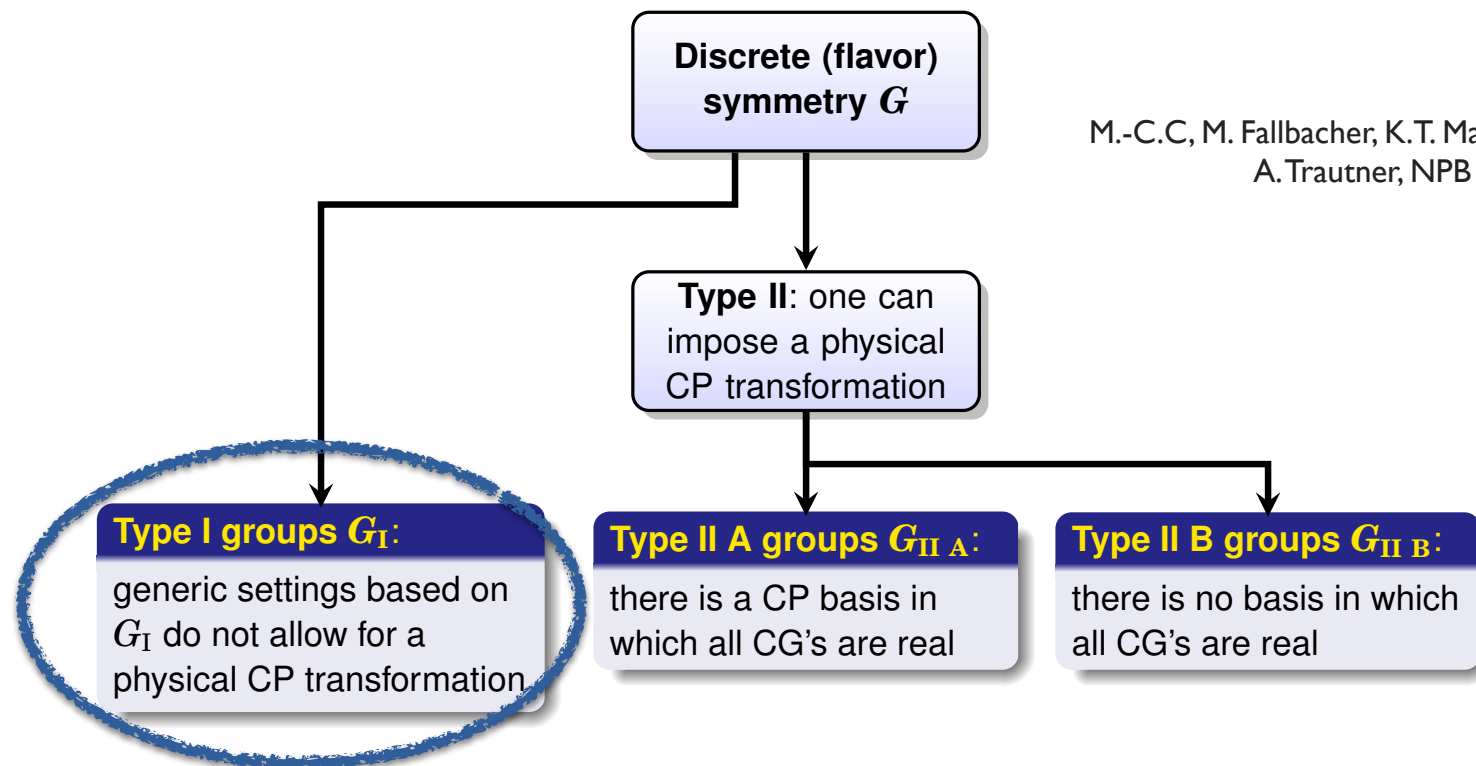 Discrete (flavor)
symmetry G
M.-C.C, M. Fallbacher, K.T.
A. Trautner, NPB
Type II: one can
impose a physical
CP transformation
Type I groups G_I:
generic settings based on
G_I do not allow for a
physical CP transformation
Type II A groups G_II A:
there is a CP basis in
which all CG's are real
Type II B groups G_II B:
there is no basis in which
all CG's are real